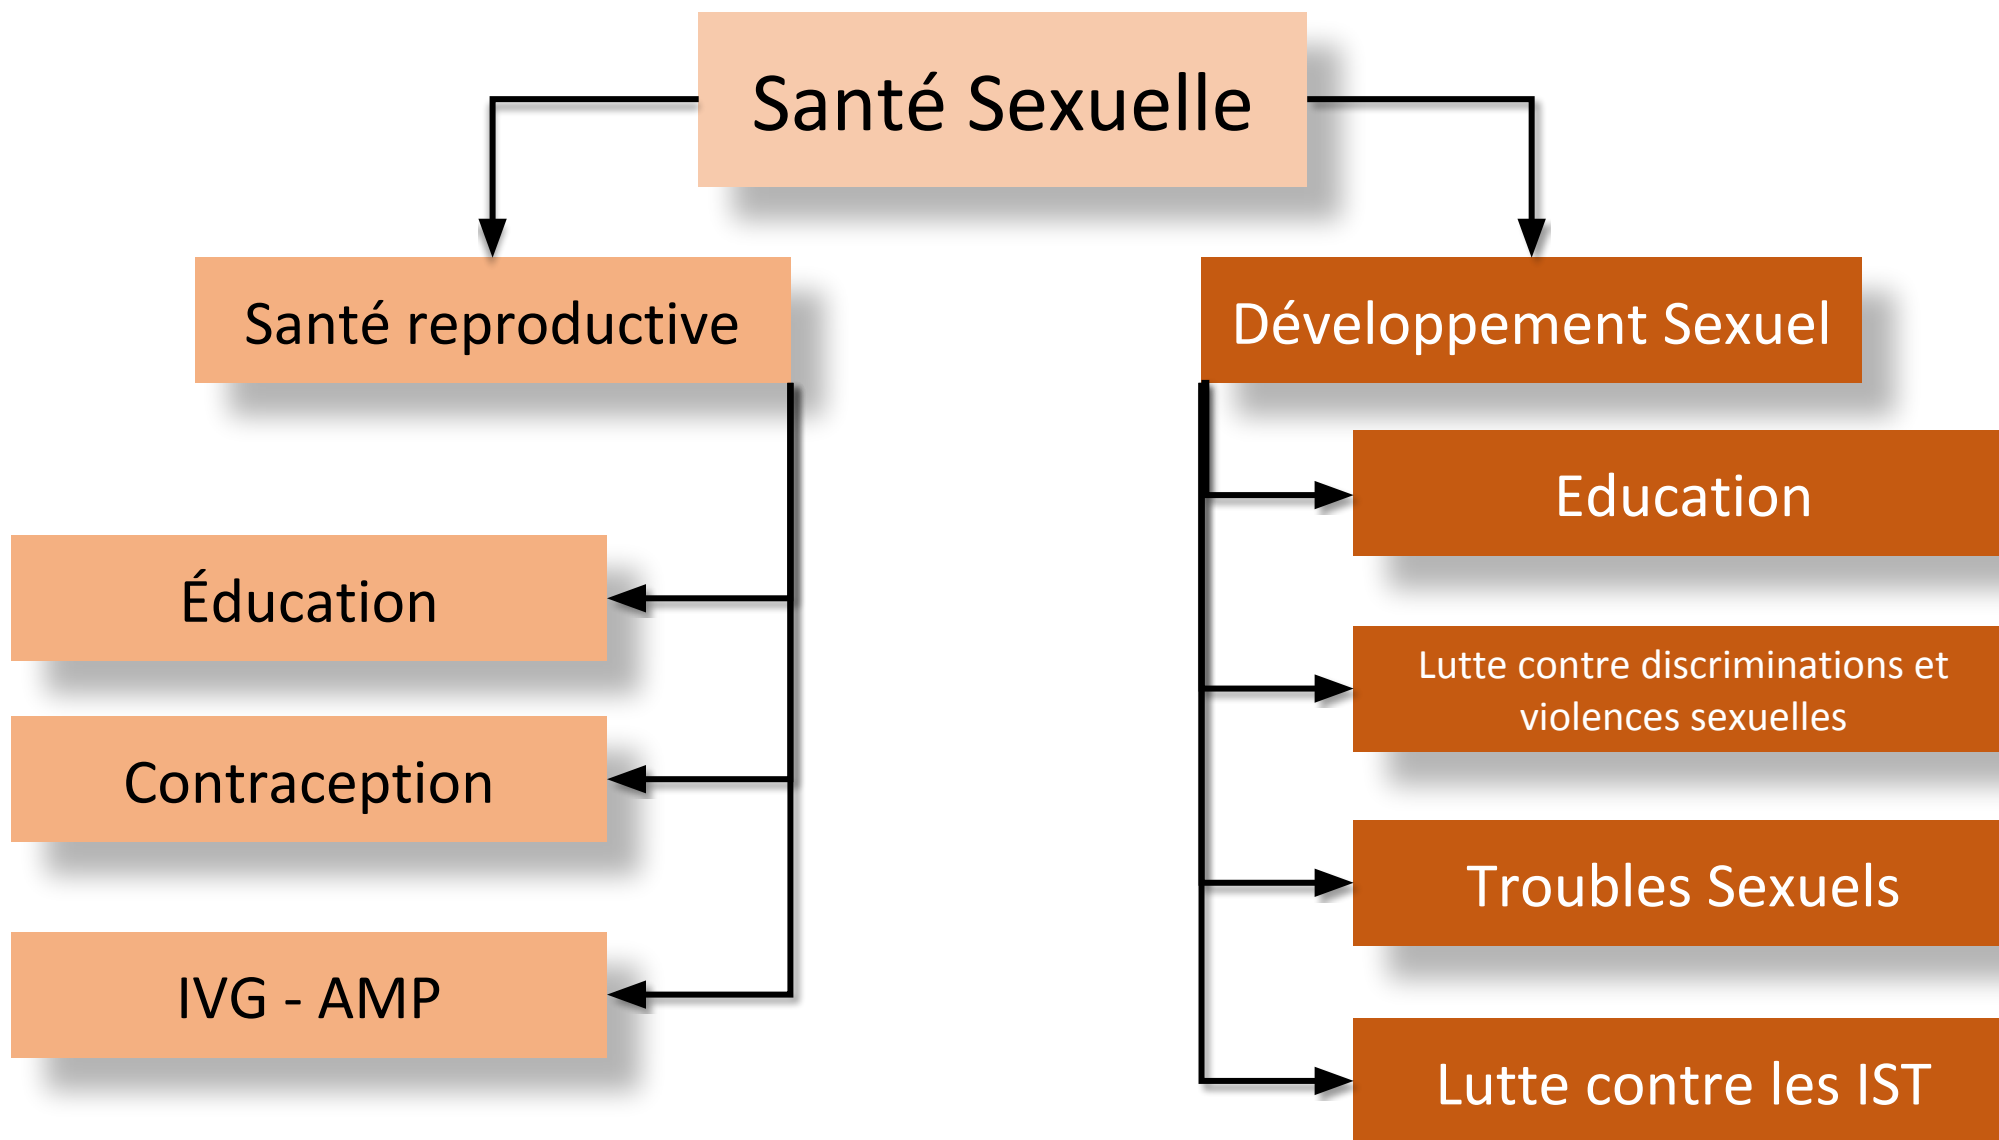 Santé Sexuelle
Santé reproductive
Développement Sexuel
Éducation
Contraception
IVG - AMP
Education
Lutte contre discriminations et
violences sexuelles
Troubles Sexuels
Lutte contre les IST